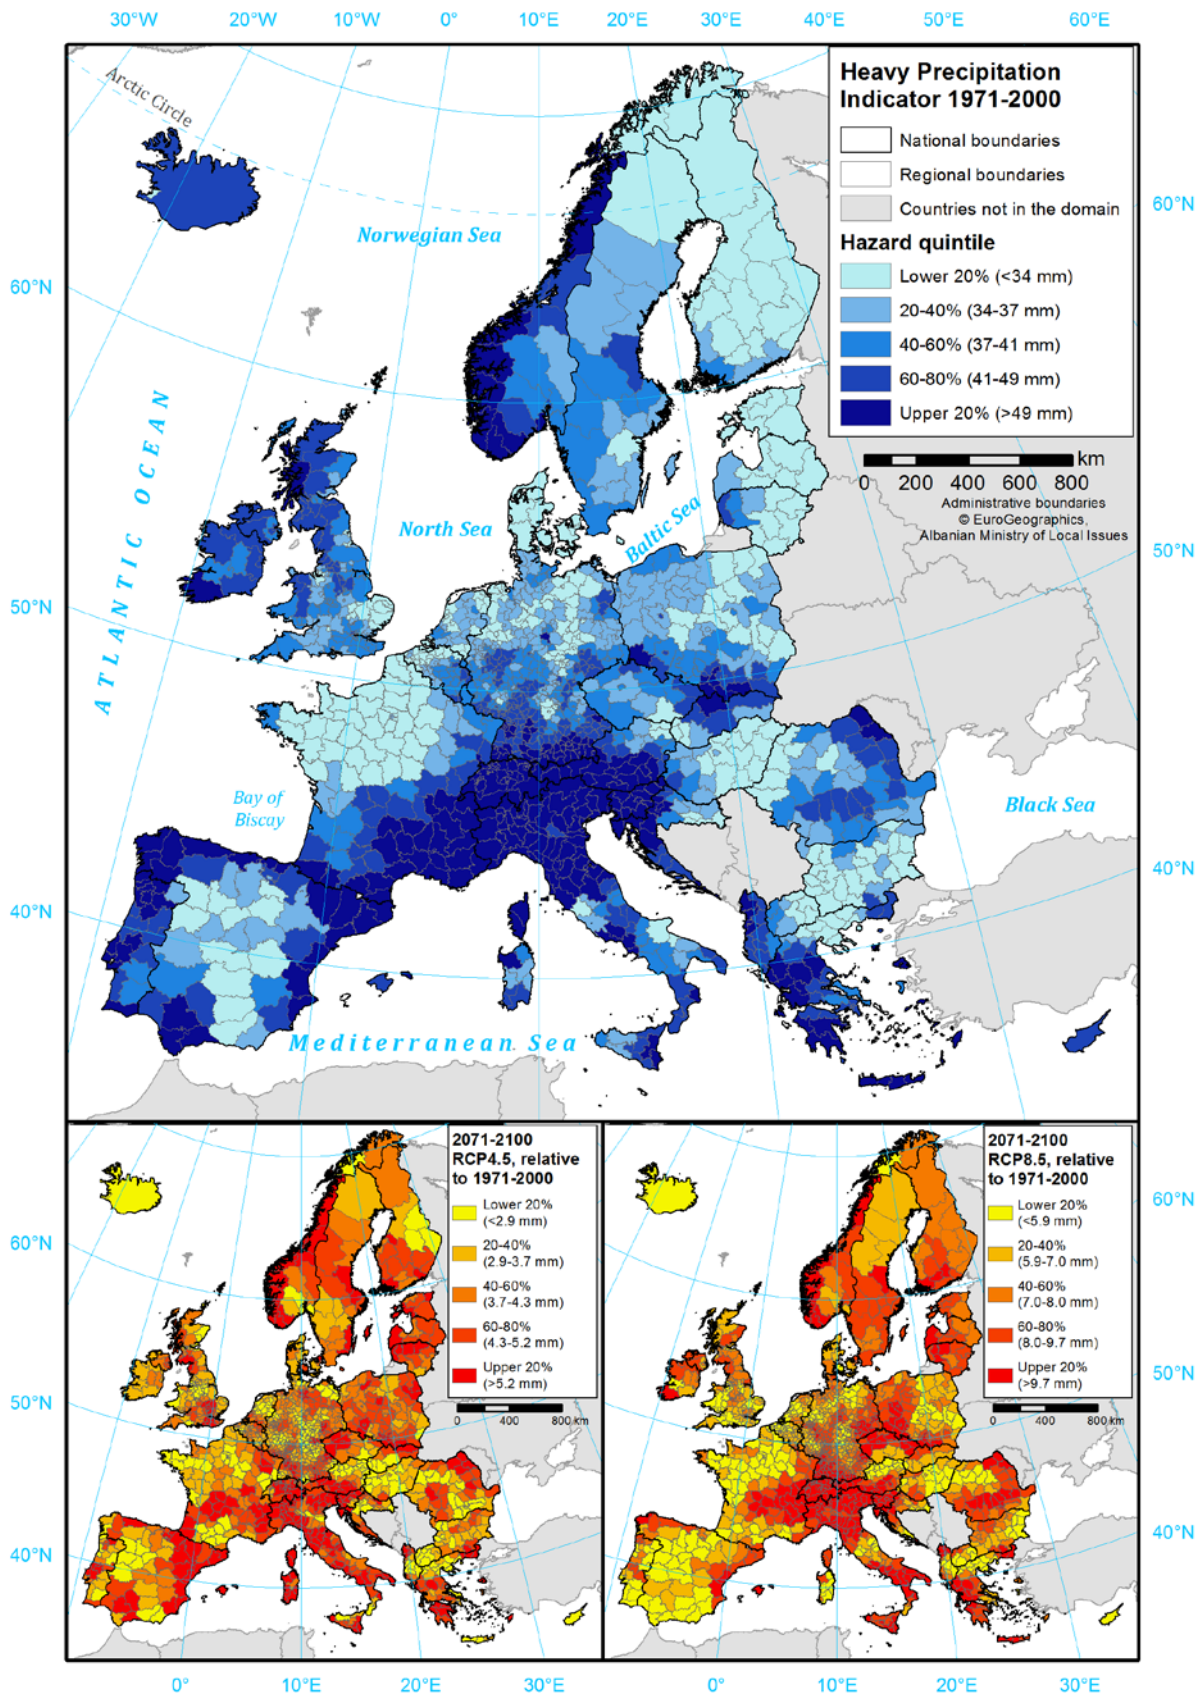 30°W 20°W 10°W 0° 10°E 20°E 30°E 40°E 50°E 60°E
Arctic Circle
Heavy Precipitation
Indicator 1971-2000
National boundaries
Regional boundaries
Countries not in the domain
Hazard quintile
Lower 20% (<34 mm)
20-40% (34-37 mm)
40-60% (37-41 mm)
60-80% (41-49 mm)
Upper 20% (>49 mm)
km
0 200 400 600 800
Administrative boundaries
© EuroGeographics,
Albanian Ministry of Local Issues
60°N
Norwegian Sea
60°N
ATLANTIC OCEAN
North Sea
Baltic Sea
50°N
50°N
Bay of
Biscay
Black Sea
40°N
40°N
Mediterranean Sea
2071-2100
RCP4.5, relative
to 1971-2000
Lower 20%
(<2.9 mm)
20-40%
(2.9-3.7 mm)
40-60%
(3.7-4.3 mm)
60-80%
(4.3-5.2 mm)
Upper 20%
(>5.2 mm)
0 400 800 km
2071-2100
RCP8.5, relative
to 1971-2000
Lower 20%
(<5.9 mm)
20-40%
(5.9-7.0 mm)
40-60%
(7.0-8.0 mm)
60-80%
(8.0-9.7 mm)
Upper 20%
(>9.7 mm)
0 400 800 km
60°N
60°N
50°N
50°N
40°N
40°N
0° 10°E 20°E 30°E 0° 10°E 20°E 30°E